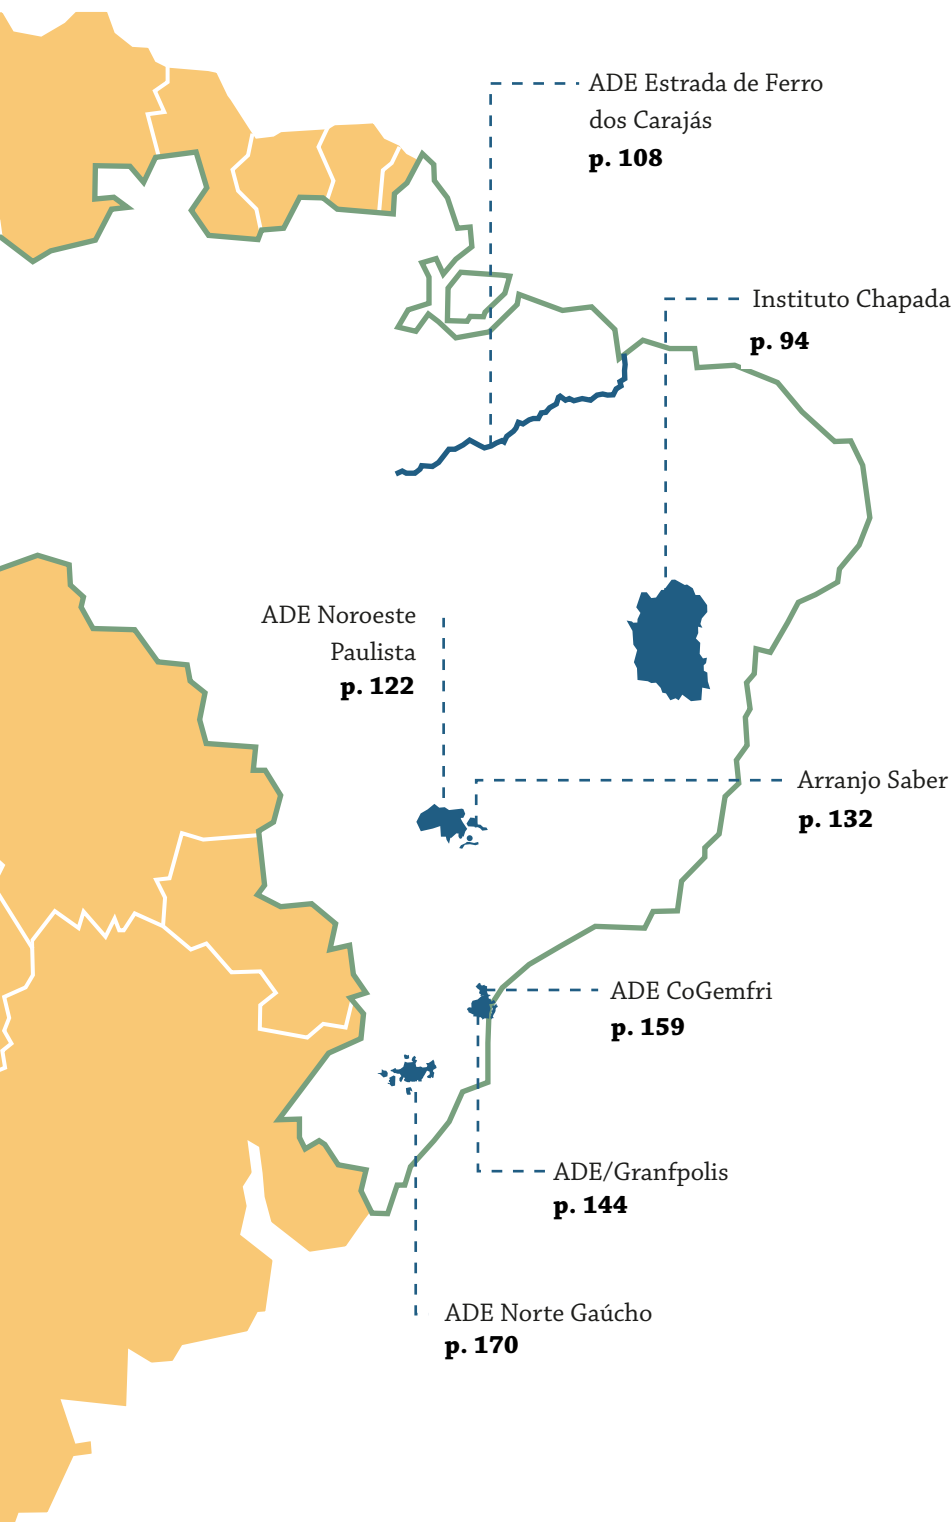 ADE Estrada de Ferro
dos Carajás
p. 108
Instituto Chapada
p. 94
ADE Noroeste
Paulista
p. 122
Arranjo Saber
p. 132
ADE CoGemfri
p. 159
ADE/Granfpolis
p. 144
ADE Norte Gaúcho
p. 170